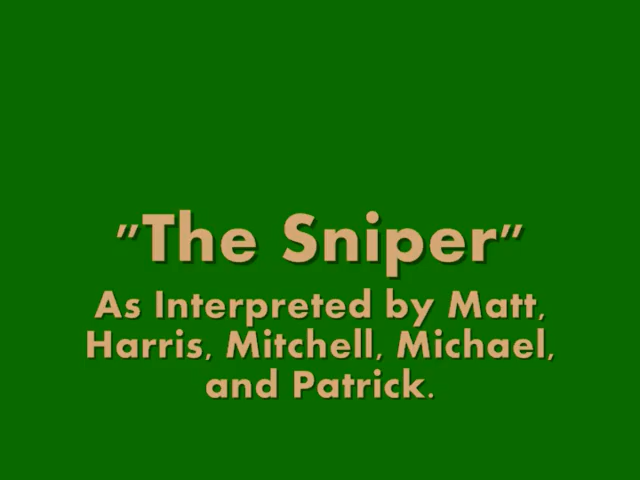 "The Sniper"
As Interpreted by Matt,
Harris, Mitchell, Michael,
and Patrick.